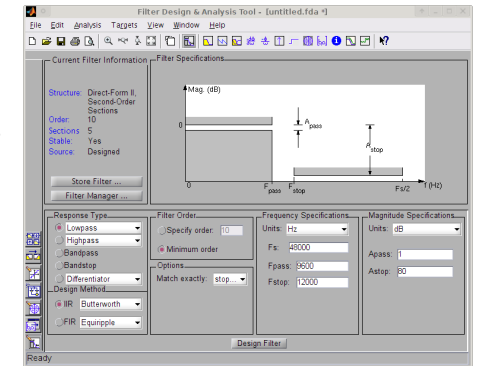 Filter Design & Analysis Tool - [untitled.fda *]
File Edit Analysis Targets View Window Help
Current Filter Information
Structure: Direct-Form II, Second-Order Sections
Order: 10
Sections 5
Stable: Yes
Source: Designed
Store Filter ...
Filter Manager ...
Filter Specifications
Mag. (dB)
0
Apass
Astop
0
Fpass
Fstop
Fs/2
f (Hz)
Response Type
Lowpass
Highpass
Bandpass
Bandstop
Differentiator
Design Method
IIR Butterworth
FIR Equiripple
Filter Order
Specify order: 10
Minimum order
Options
Match exactly: stop...
Frequency Specifications
Units: Hz
Fs: 48000
Fpass: 9600
Fstop: 12000
Magnitude Specifications
Units: dB
Apass: 1
Astop: 80
Design Filter
Ready